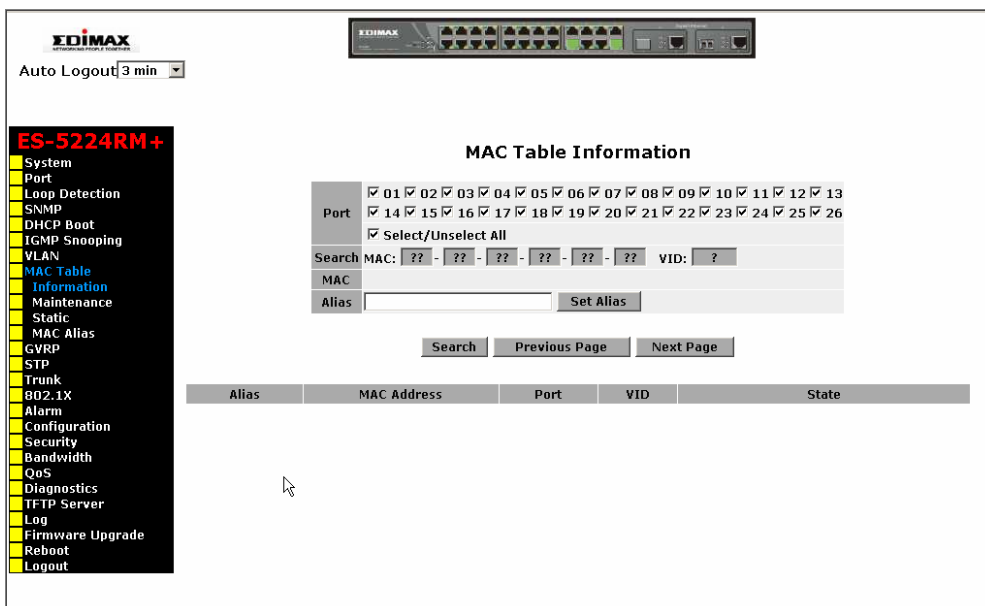 EDIMAX
NETWORKING PEOPLE TOGETHER
EDIMAX
Auto Logout 3 min
ES-5224RM+
System
Port
Loop Detection
SNMP
DHCP Boot
IGMP Snooping
VLAN
MAC Table
Information
Maintenance
Static
MAC Alias
GVRP
STP
Trunk
802.1X
Alarm
Configuration
Security
Bandwidth
QoS
Diagnostics
TFTP Server
Log
Firmware Upgrade
Reboot
Logout
MAC Table Information
Port
01 02 03 04 05 06 07 08 09 10 11 12 13
14 15 16 17 18 19 20 21 22 23 24 25 26
Select/Unselect All
Search MAC: ?? - ?? - ?? - ?? - ?? - ?? VID: ?
MAC
Alias Set Alias
Search Previous Page Next Page
Alias MAC Address Port VID State